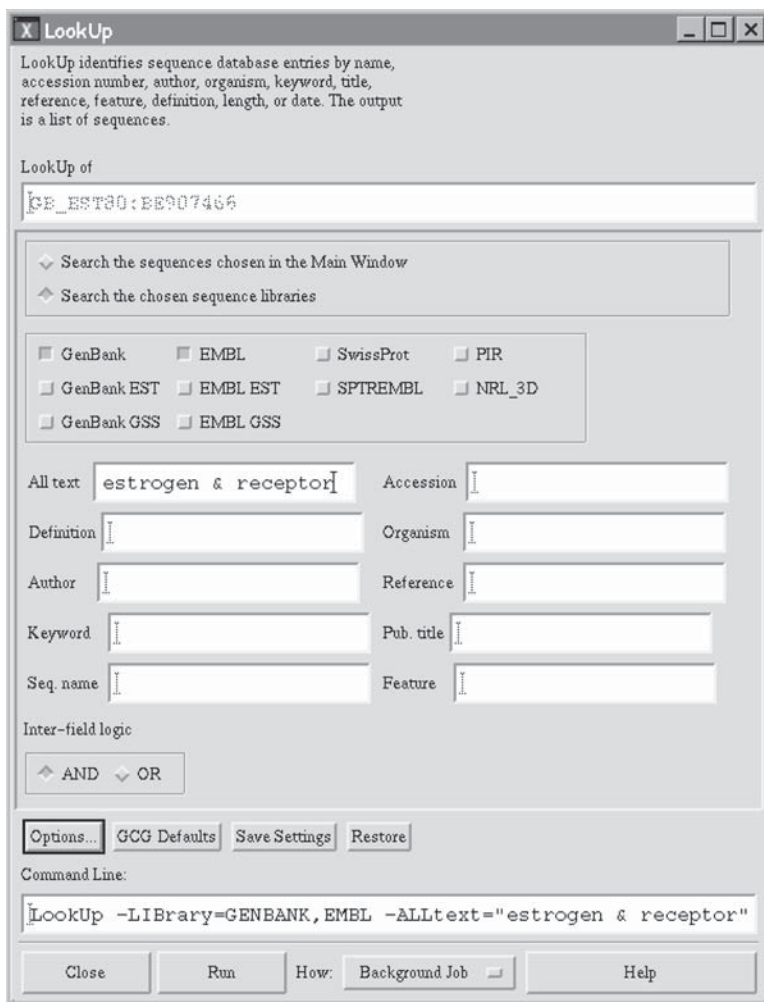 X LookUp
LookUp identifies sequence database entries by name,
accession number, author, organism, keyword, title,
reference, feature, definition, length, or date. The output
is a list of sequences.
LookUp of
GB_EST80:BE907466
Search the sequences chosen in the Main Window
Search the chosen sequence libraries
GenBank EMBL SwissProt PIR
GenBank EST EMBL EST SPTREMBL NRL_3D
GenBank GSS EMBL GSS
All text estrogen & receptor Accession
Definition Organism
Author Reference
Keyword Pub. title
Seq. name Feature
Inter-field logic
AND OR
Options... GCG Defaults Save Settings Restore
Command Line:
LookUp -LIBrary=GENBANK,EMBL -ALLtext="estrogen & receptor"
Close Run How: Background Job Help